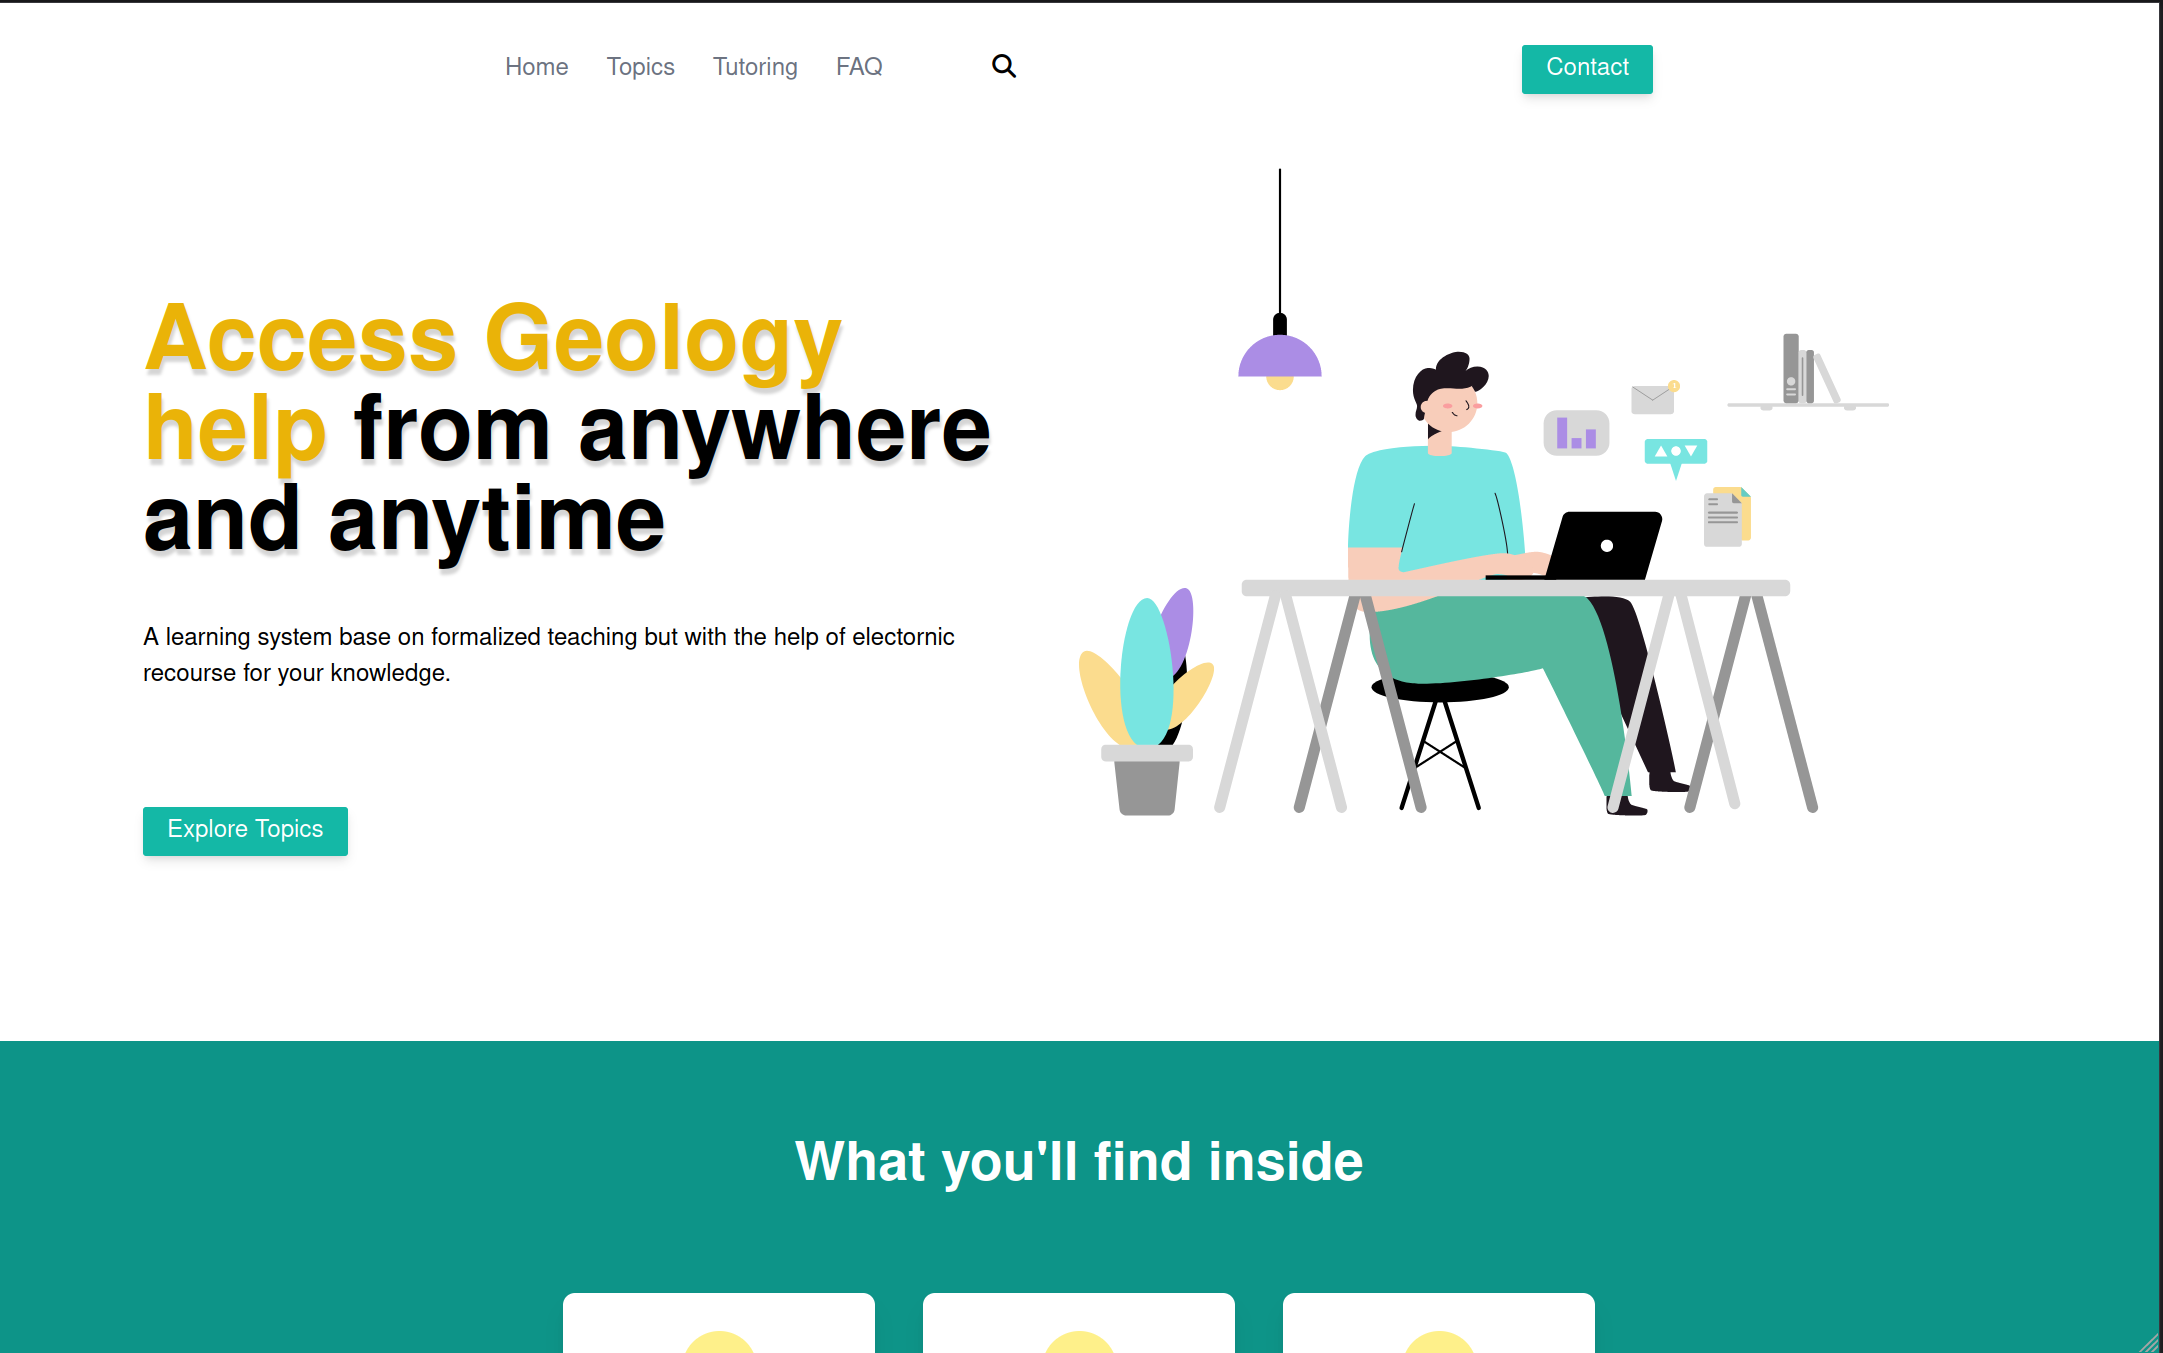 Home Topics Tutoring FAQ Contact
Access Geology
help from anywhere
and anytime
A learning system base on formalized teaching but with the help of electornic
recourse for your knowledge.
Explore Topics
What you'll find inside